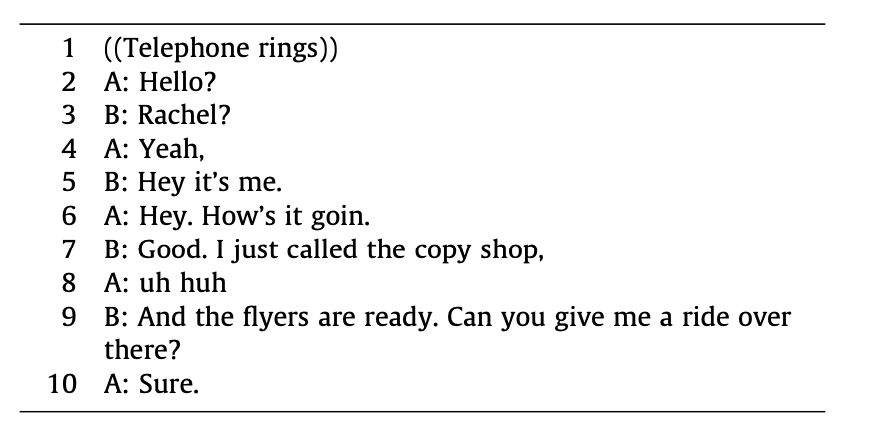 1 ((Telephone rings))
2 A: Hello?
3 B: Rachel?
4 A: Yeah,
5 B: Hey it's me.
6 A: Hey. How's it goin.
7 B: Good. I just called the copy shop,
8 A: uh huh
9 B: And the flyers are ready. Can you give me a ride over
there?
10 A: Sure.